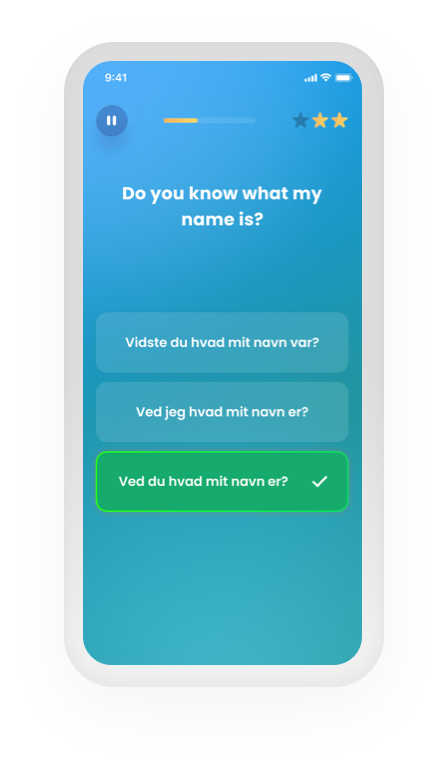 9:41
Do you know what my
name is?
Vidste du hvad mit navn var?
Ved jeg hvad mit navn er?
Ved du hvad mit navn er?